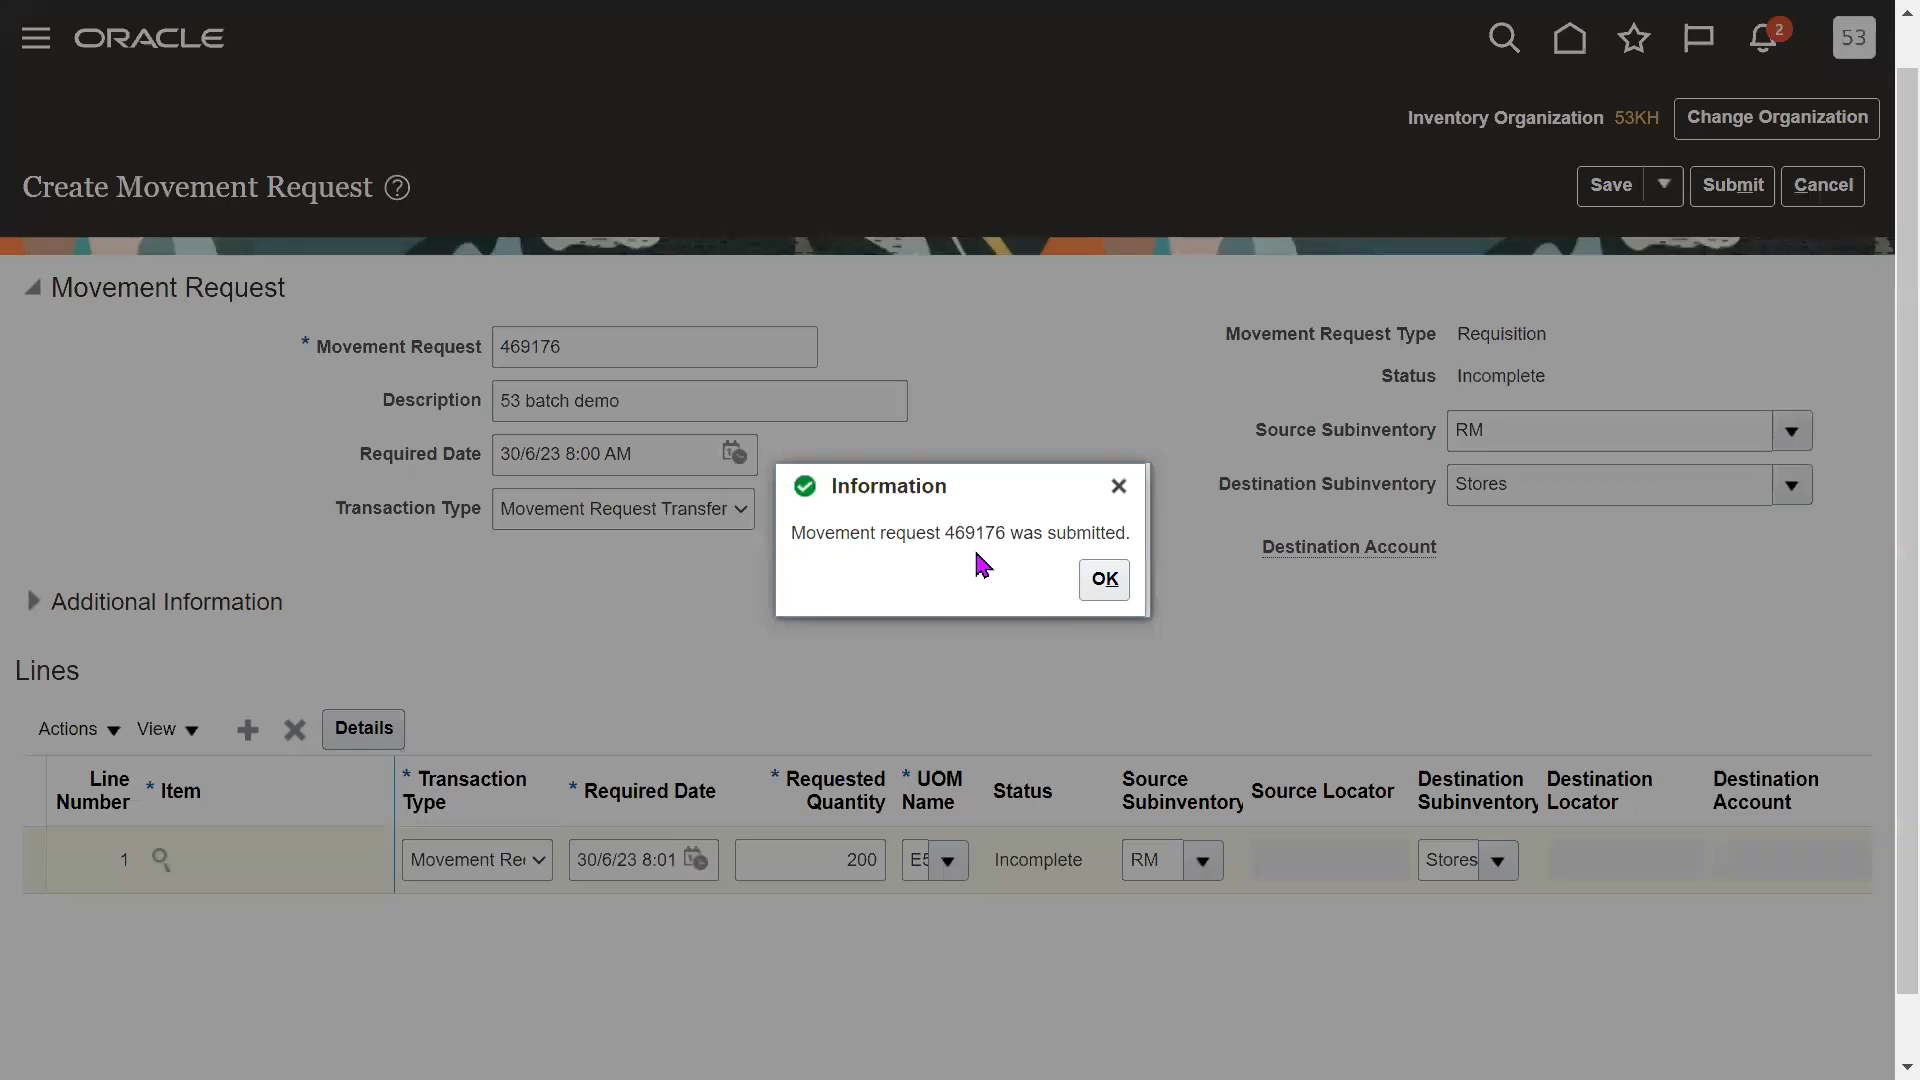 ORACLE
2
53
Inventory Organization 53KH Change Organization
Create Movement Request ?
Save Submit Cancel
Movement Request
* Movement Request 469176
Description 53 batch demo
Required Date 30/6/23 8:00 AM
Transaction Type Movement Request Transfer
Movement Request Type Requisition
Status Incomplete
Source Subinventory RM
Destination Subinventory Stores
Destination Account
Information
Movement request 469176 was submitted.
OK
Additional Information
Lines
Actions View Details
Line Number * Item * Transaction Type * Required Date * Requested Quantity * UOM Name Status Source Subinventory Source Locator Destination Subinventory Destination Locator Destination Account
1 Movement Re 30/6/23 8:01 200 Incomplete RM Stores